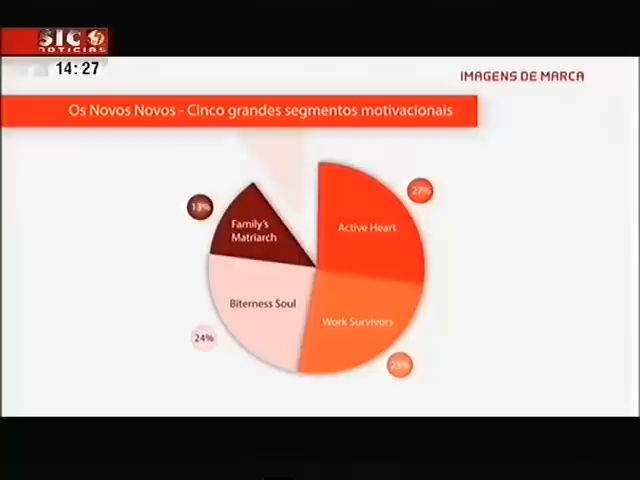 SIC
NOTÍCIAS
14:27
IMAGENS DE MARCA
Os Novos Novos - Cinco grandes segmentos motivacionais
27%
13%
Family's
Matriarch
Active Heart
Biterness Soul
Work Survivors
24%
25%